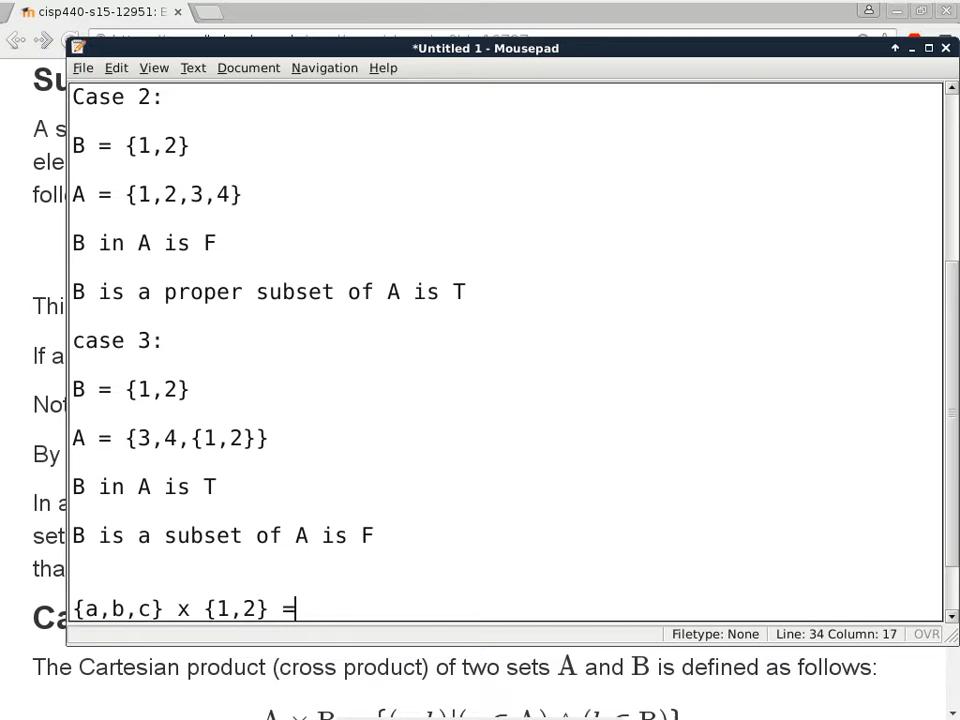 cisp440-s15-12951: E
*Untitled 1 - Mousepad
File Edit View Text Document Navigation Help
Su
Case 2:
A s
B = {1,2}
ele
foll
A = {1,2,3,4}
B in A is F
B is a proper subset of A is T
Thi
case 3:
If a
B = {1,2}
Not
A = {3,4,{1,2}}
By
B in A is T
In a
set
B is a subset of A is F
tha
{a,b,c} x {1,2} =
Ca
Filetype: None Line: 34 Column: 17 OVR
The Cartesian product (cross product) of two sets A and B is defined as follows: